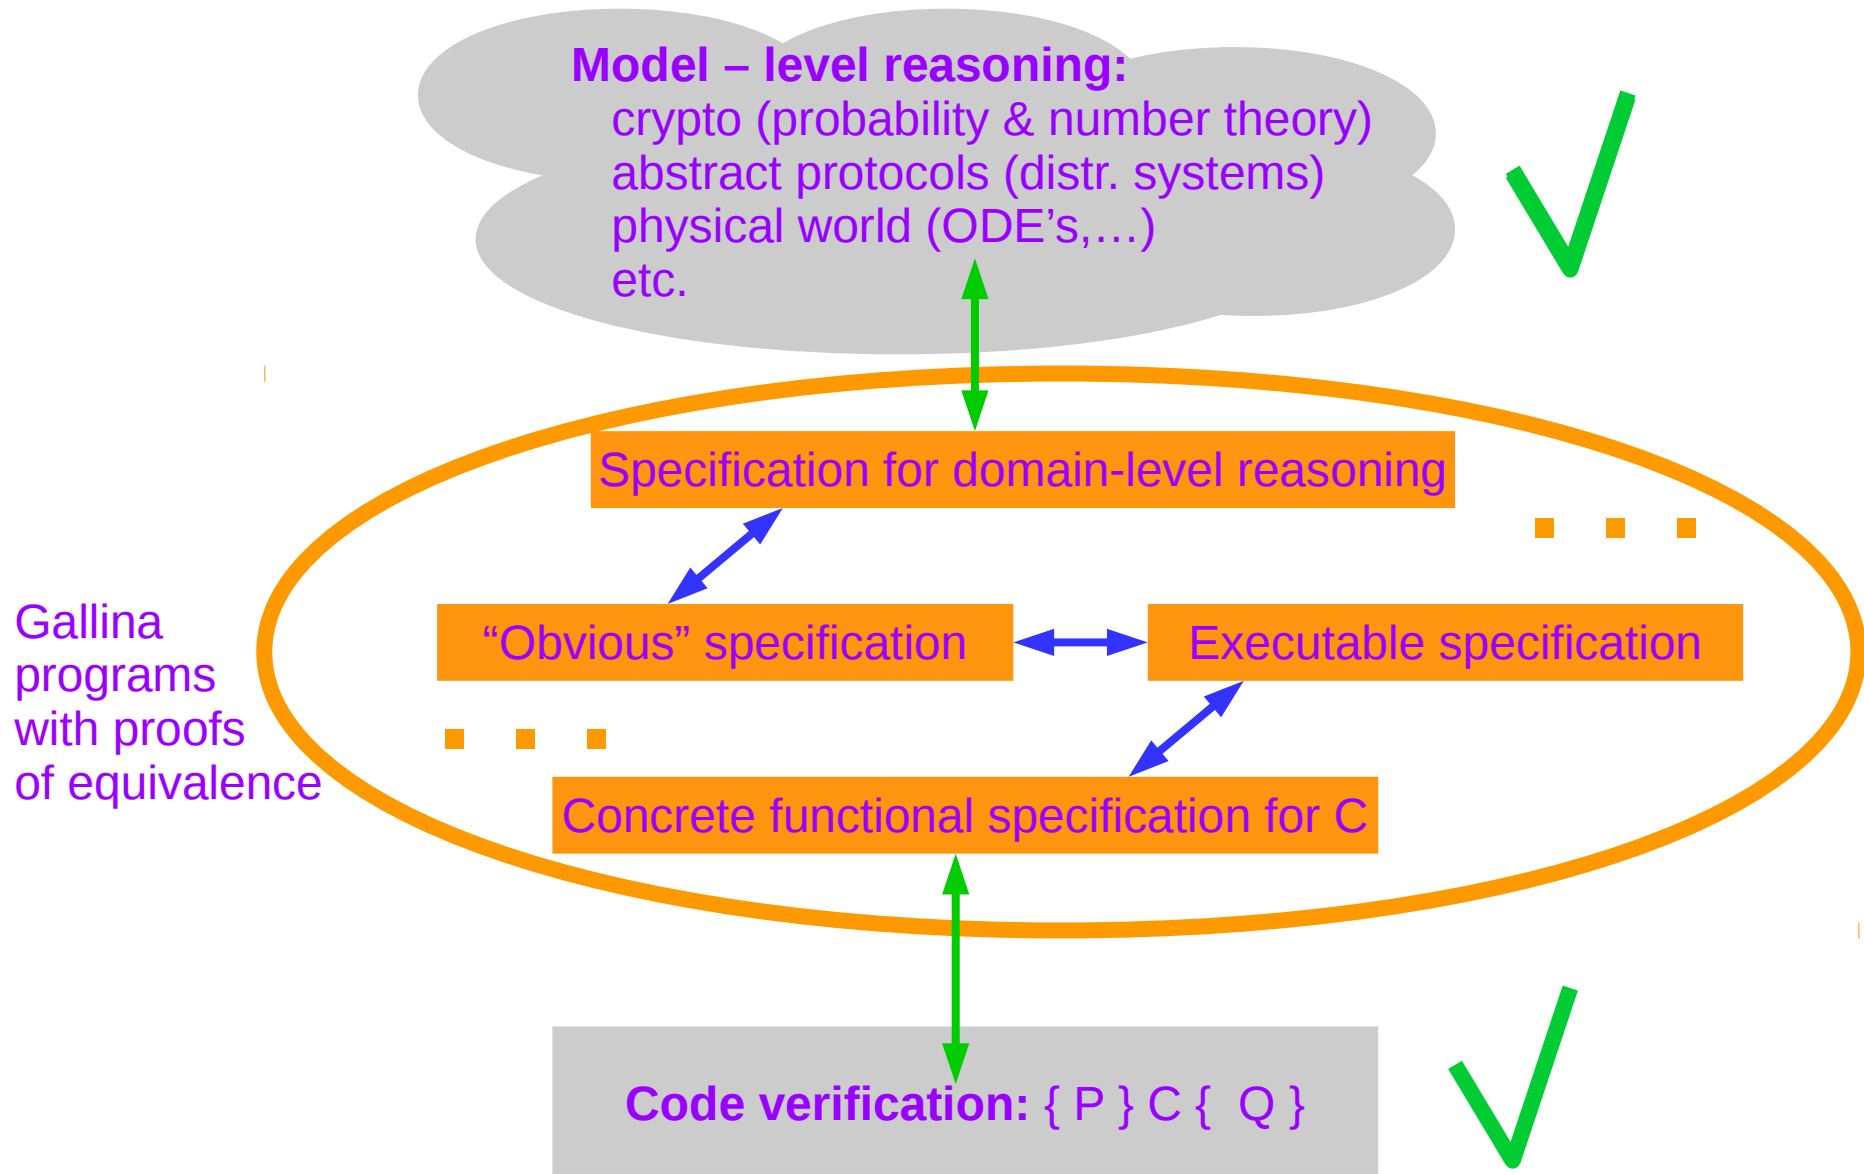 Model – level reasoning:
crypto (probability & number theory)
abstract protocols (distr. systems)
physical world (ODE’s,…)
etc.
Specification for domain-level reasoning
“Obvious” specification
Executable specification
Gallina
programs
with proofs
of equivalence
Concrete functional specification for C
Code verification: { P } C { Q }